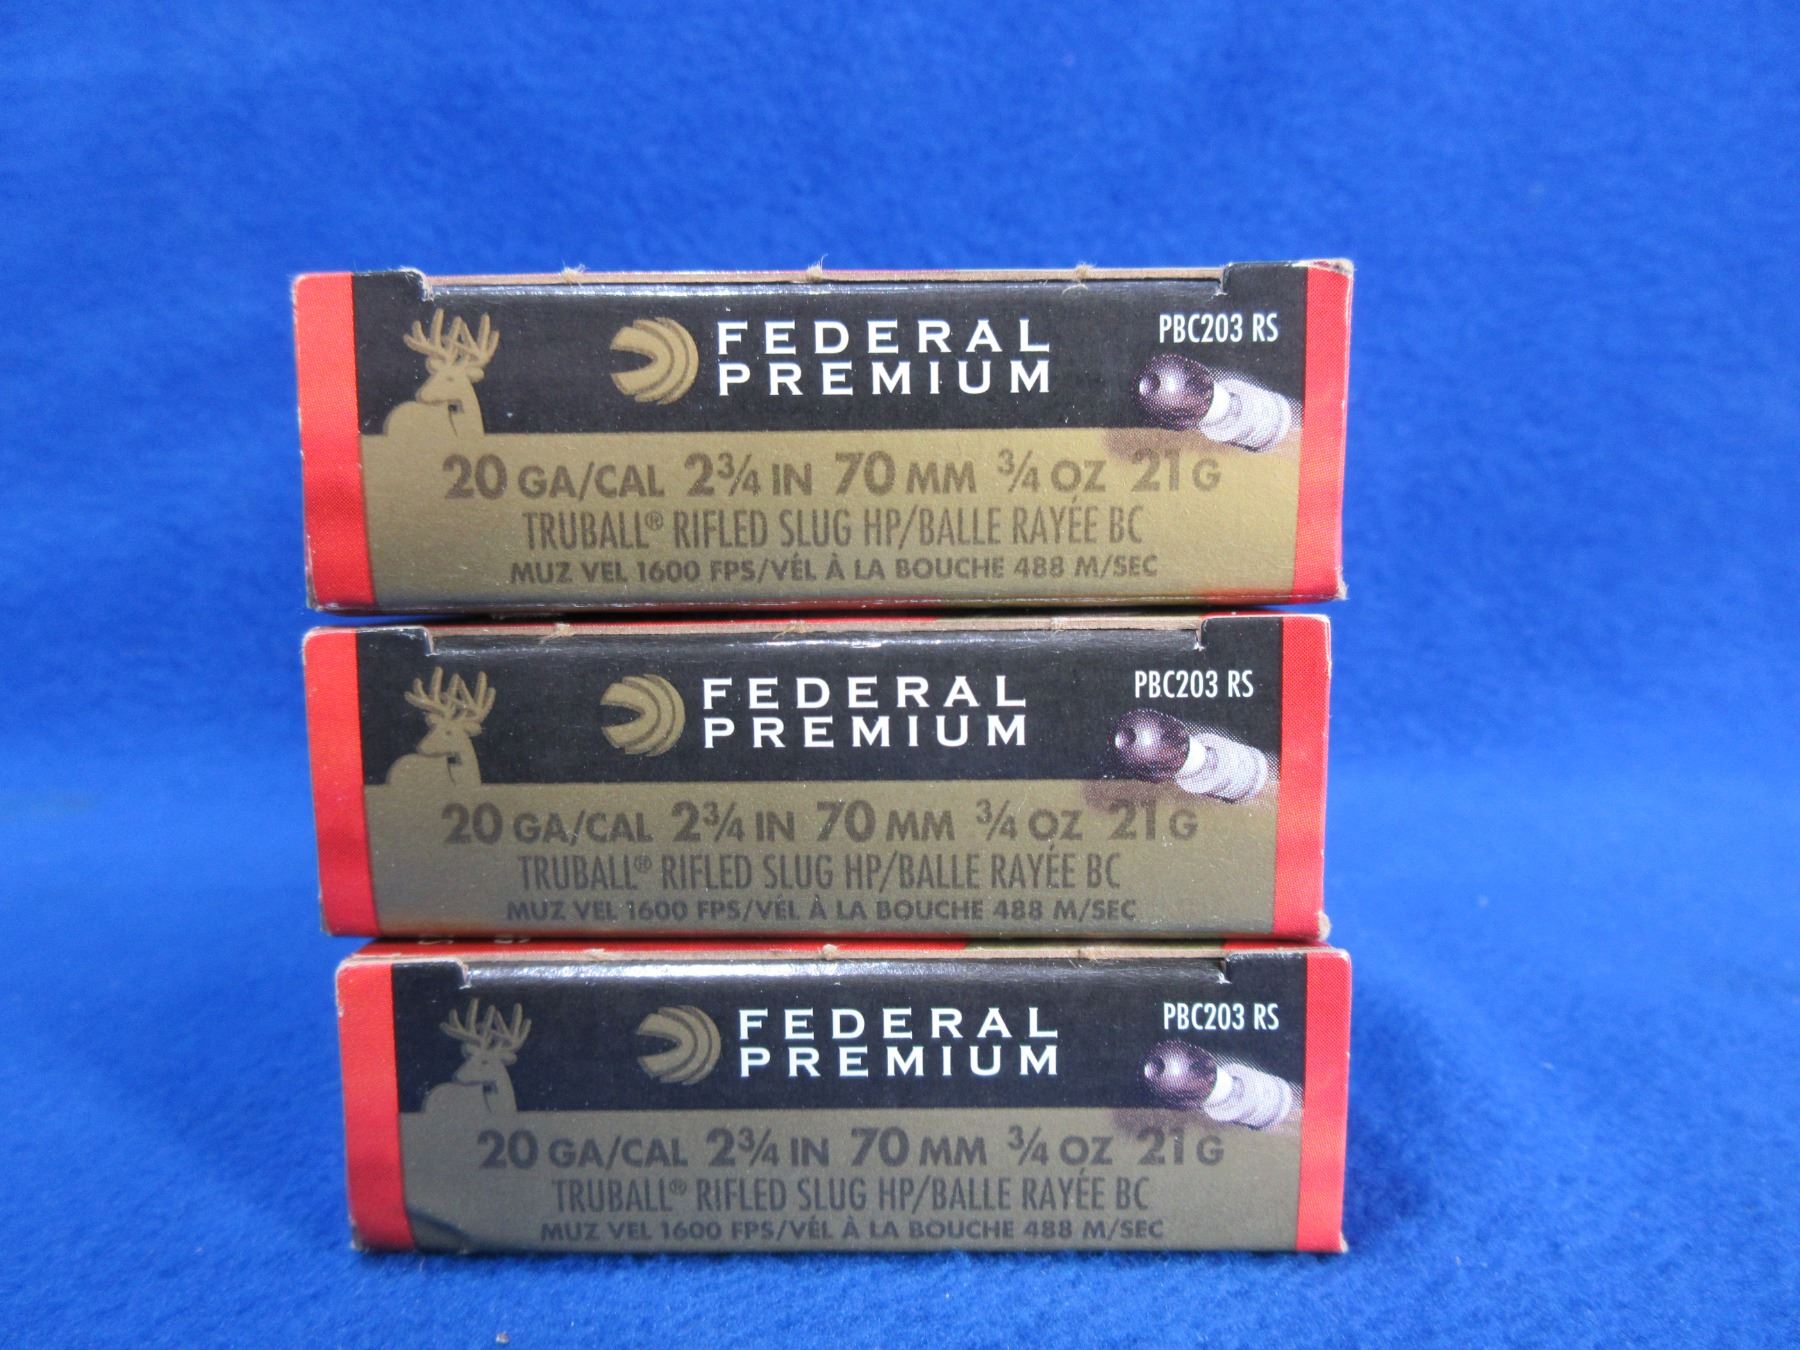 FEDERAL
PREMIUM
PBC203 RS
20 GA/CAL 2¾ IN 70 MM ¾ OZ 21 G
TRUBALL® RIFLED SLUG HP/BALLE RAYÉE BC
MUZ VEL 1600 FPS/VÉL À LA BOUCHE 488 M/SEC
FEDERAL
PREMIUM
PBC203 RS
20 GA/CAL 2¾ IN 70 MM ¾ OZ 21 G
TRUBALL® RIFLED SLUG HP/BALLE RAYÉE BC
MUZ VEL 1600 FPS/VÉL À LA BOUCHE 488 M/SEC
FEDERAL
PREMIUM
PBC203 RS
20 GA/CAL 2¾ IN 70 MM ¾ OZ 21 G
TRUBALL® RIFLED SLUG HP/BALLE RAYÉE BC
MUZ VEL 1600 FPS/VÉL À LA BOUCHE 488 M/SEC